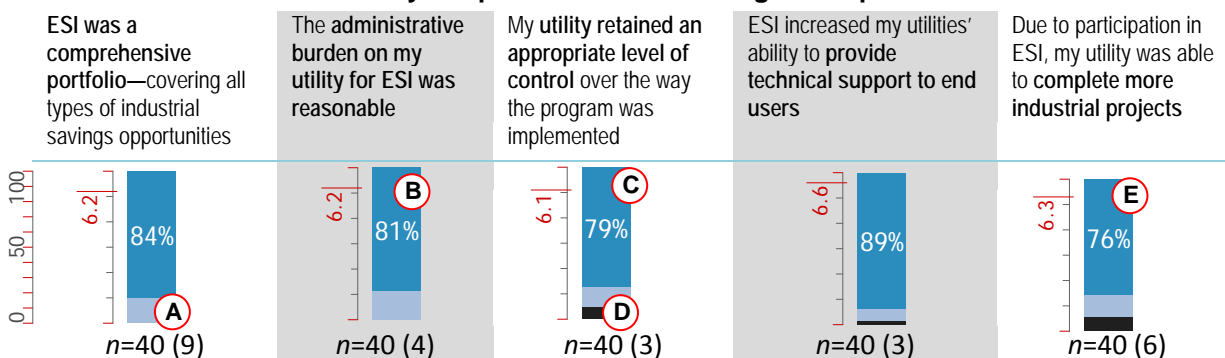 ESI was a
comprehensive
portfolio—covering all
types of industrial
savings opportunities
The administrative
burden on my
utility for ESI was
reasonable
My utility retained an
appropriate level of
control over the way
the program was
implemented
ESI increased my utilities’
ability to provide
technical support to end
users
Due to participation in
ESI, my utility was able
to complete more
industrial projects
100
50
0
6.2
84%
A
n=40 (9)
6.2
B
81%
n=40 (4)
6.1
C
79%
D
n=40 (3)
6.6
89%
n=40 (3)
6.3
E
76%
n=40 (6)